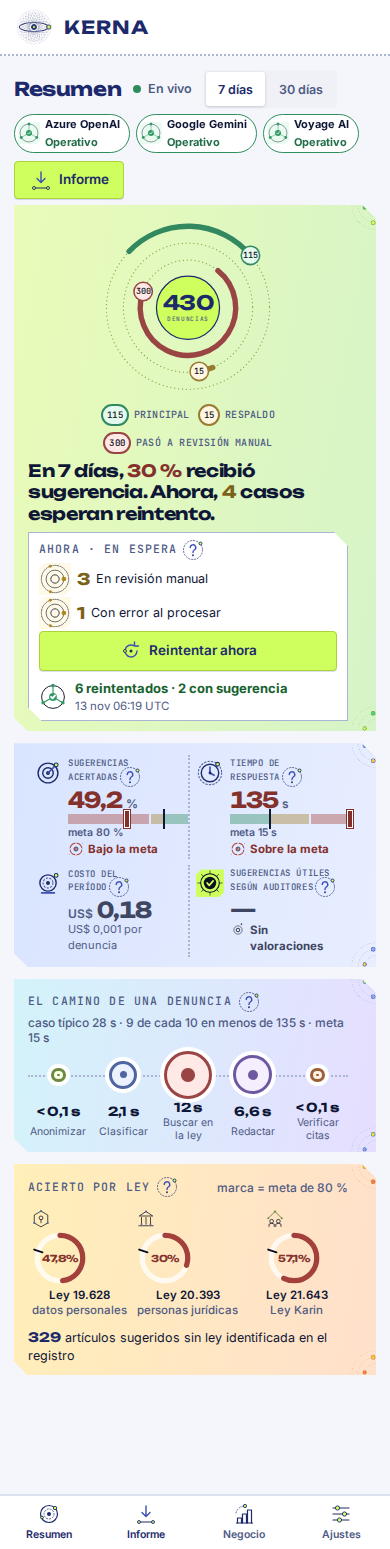 KERNA
Resumen
En vivo
7 días
30 días
Azure OpenAI
Operativo
Google Gemini
Operativo
Voyage AI
Operativo
Informe
115
300
430
DENUNCIAS
15
115 PRINCIPAL 15 RESPALDO
300 PASÓ A REVISIÓN MANUAL
En 7 días, 30 % recibió
sugerencia. Ahora, 4 casos
esperan reintento.
AHORA · EN ESPERA ?
3 En revisión manual
1 Con error al procesar
Reintentar ahora
6 reintentados · 2 con sugerencia
13 nov 06:19 UTC
SUGERENCIAS
ACERTADAS ?
49,2 %
meta 80 %
Bajo la meta
TIEMPO DE
RESPUESTA ?
135 s
meta 15 s
Sobre la meta
COSTO DEL
PERÍODO ?
US$ 0,18
US$ 0,001 por
denuncia
SUGERENCIAS ÚTILES
SEGÚN AUDITORES ?
—
Sin
valoraciones
EL CAMINO DE UNA DENUNCIA ?
caso típico 28 s · 9 de cada 10 en menos de 135 s · meta
15 s
<0,1 s
Anonimizar
2,1 s
Clasificar
12 s
Buscar en
la ley
6,6 s
Redactar
<0,1 s
Verificar
citas
ACIERTO POR LEY ?
marca = meta de 80 %
47,8%
Ley 19.628
datos personales
30%
Ley 20.393
personas jurídicas
57,1%
Ley 21.643
Ley Karin
329 artículos sugeridos sin ley identificada en el
registro
Resumen
Informe
Negocio
Ajustes